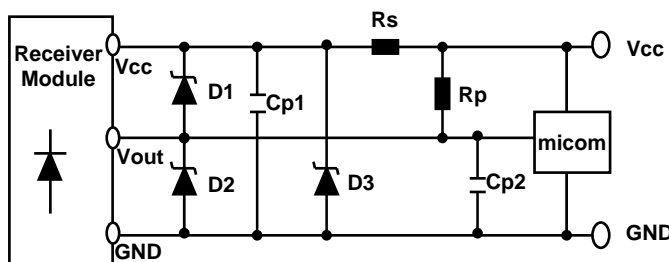 Receiver
Module
Vcc
Vout
GND
D1
D2
Cp1
D3
Rs
Rp
Cp2
micom
Vcc
GND